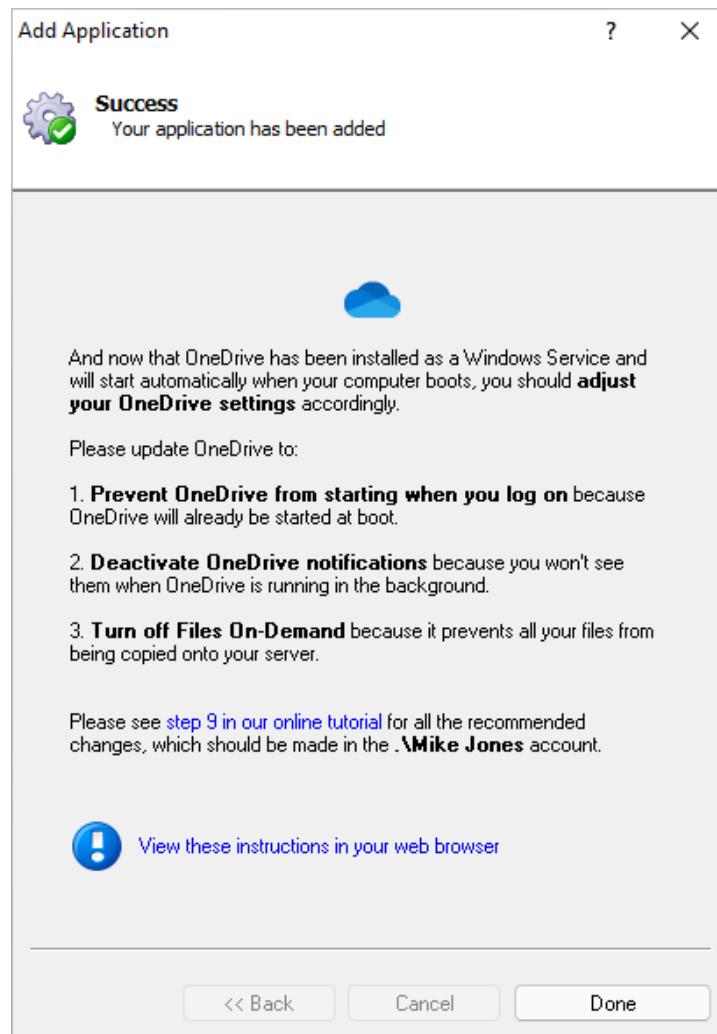 Add Application
?
Success
Your application has been added
And now that OneDrive has been installed as a Windows Service and
will start automatically when your computer boots, you should adjust
your OneDrive settings accordingly.
Please update OneDrive to:
1. Prevent OneDrive from starting when you log on because
OneDrive will already be started at boot.
2. Deactivate OneDrive notifications because you won't see
them when OneDrive is running in the background.
3. Turn off Files On-Demand because it prevents all your files from
being copied onto your server.
Please see step 9 in our online tutorial for all the recommended
changes, which should be made in the .\Mike Jones account.
View these instructions in your web browser
<< Back
Cancel
Done